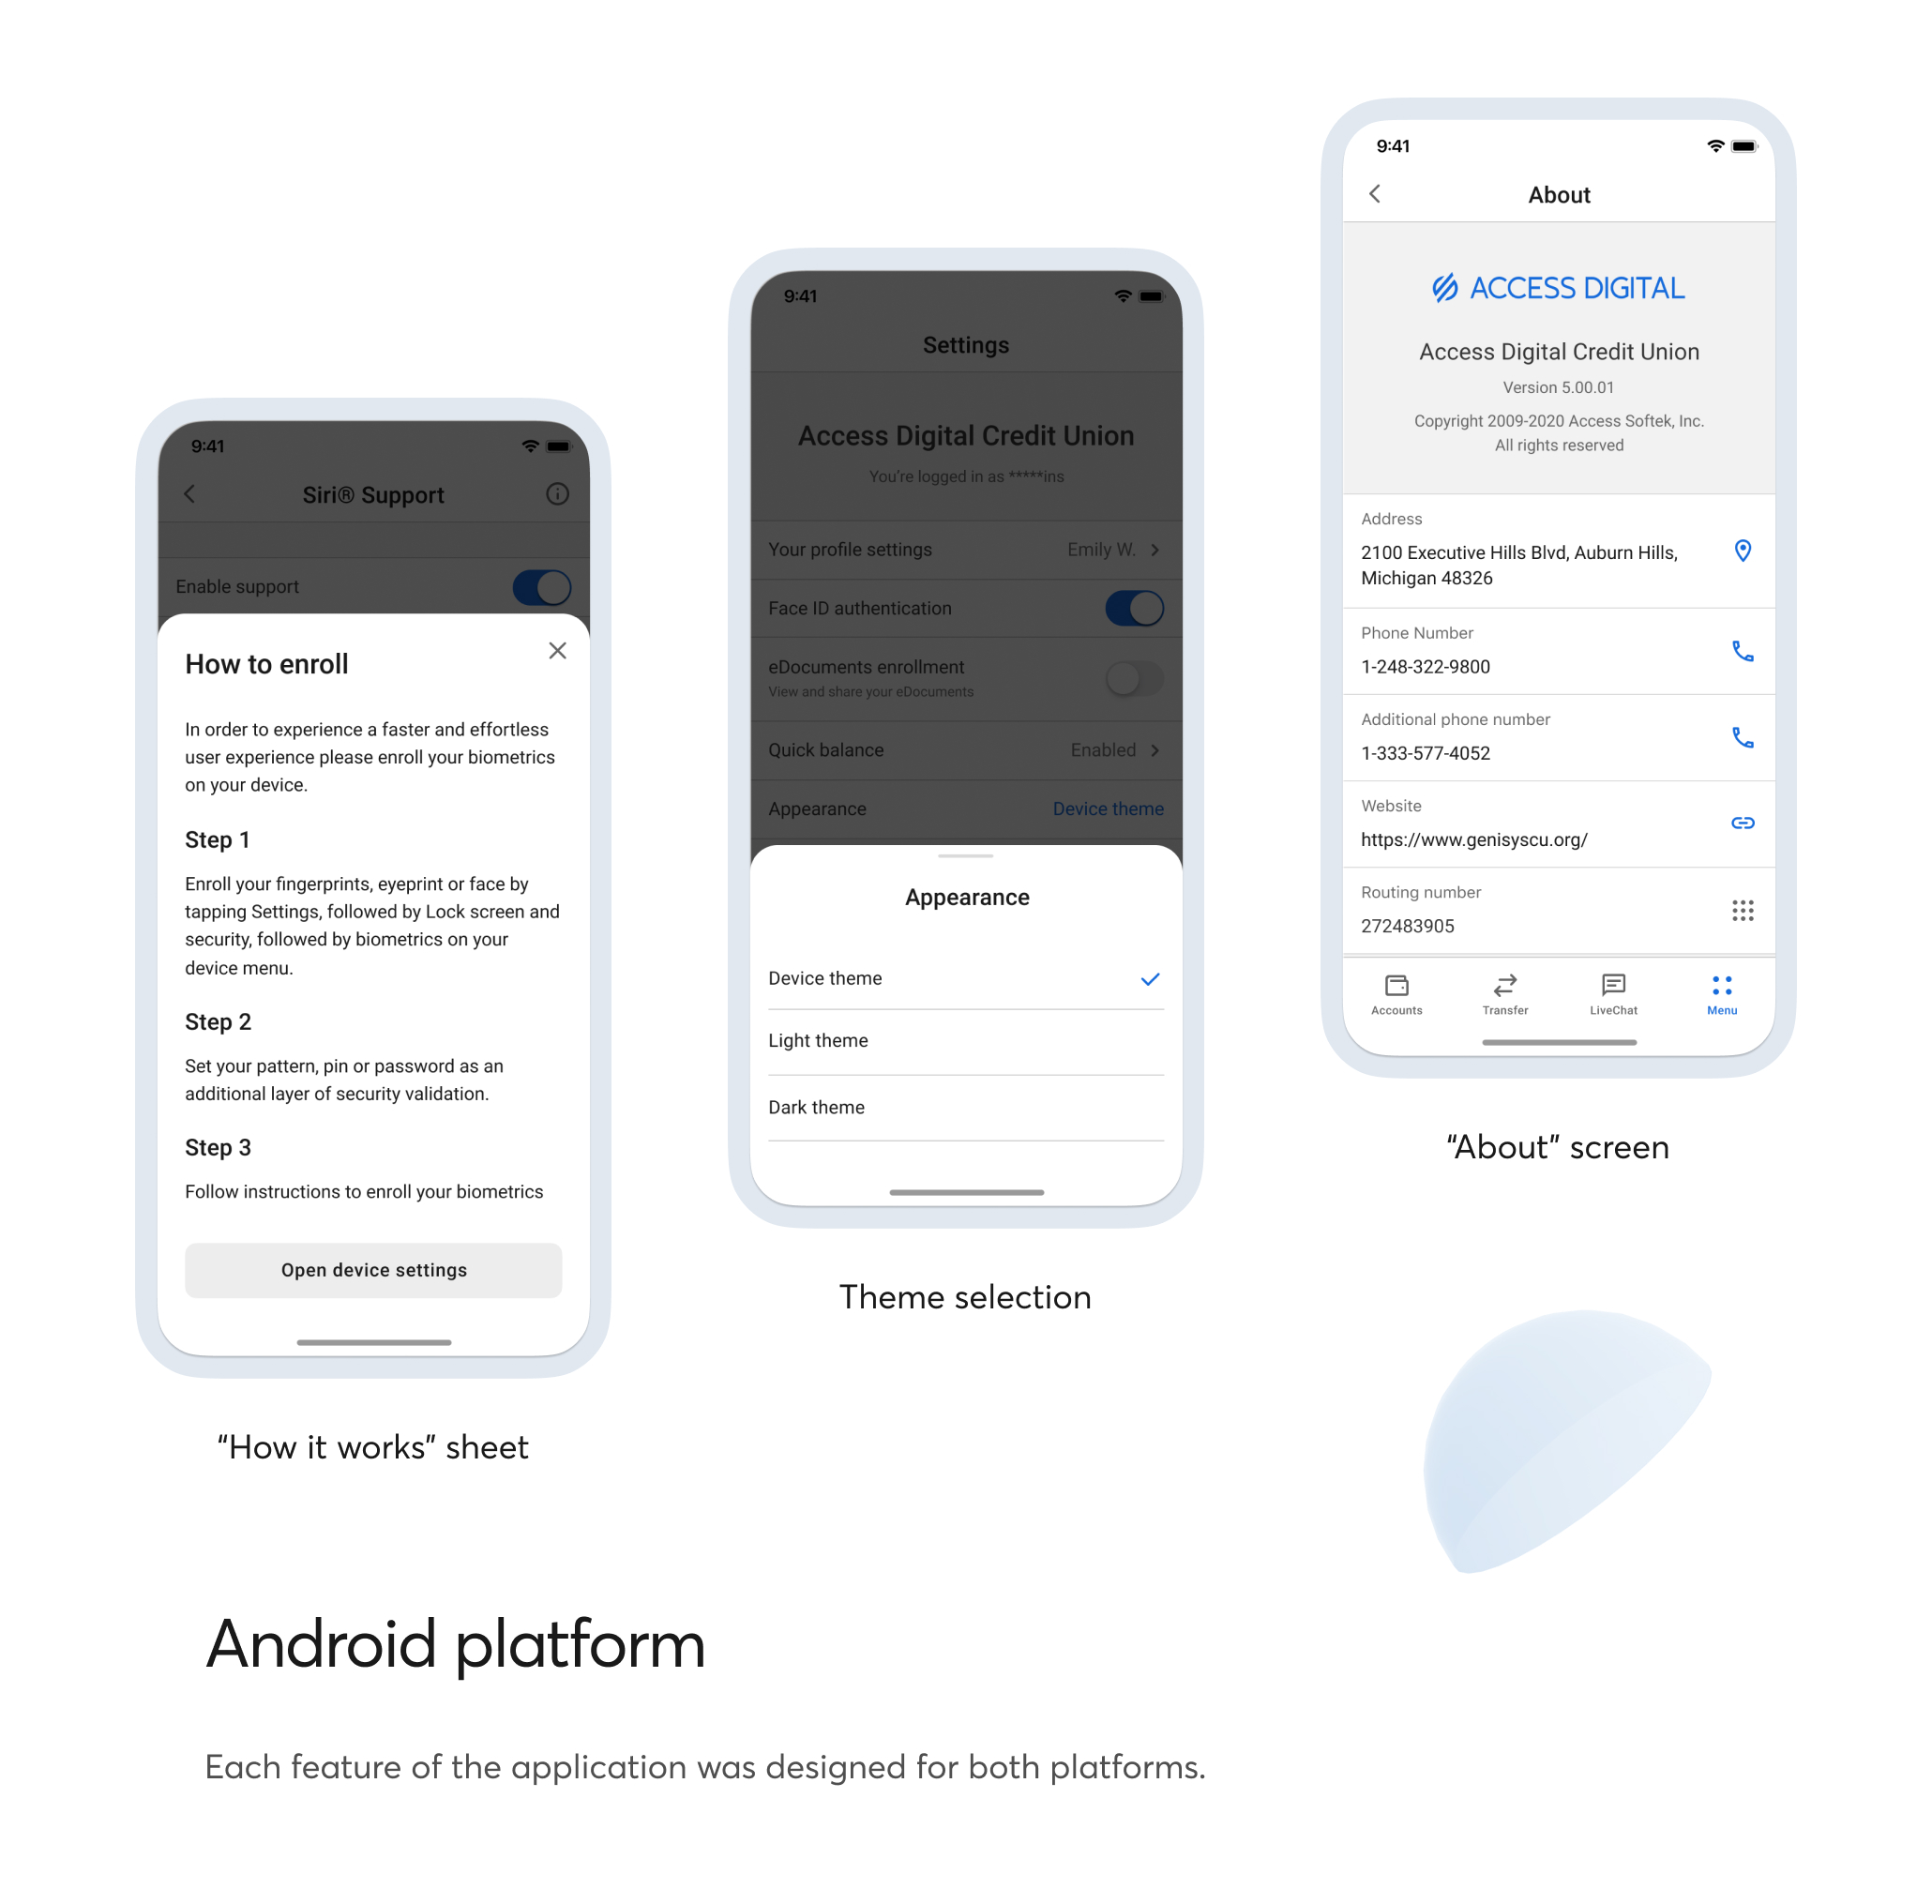 9:41
Siri® Support
Enable support
How to enroll
In order to experience a faster and effortless
user experience please enroll your biometrics
on your device.
Step 1
Enroll your fingerprints, eyeprint or face by
tapping Settings, followed by Lock screen and
security, followed by biometrics on your
device menu.
Step 2
Set your pattern, pin or password as an
additional layer of security validation.
Step 3
Follow instructions to enroll your biometrics
Open device settings
“How it works” sheet
9:41
Settings
Access Digital Credit Union
You're logged in as *****ins
Your profile settings Emily W.
Face ID authentication
eDocuments enrollment
View and share your eDocuments
Quick balance Enabled
Appearance Device theme
Appearance
Device theme
Light theme
Dark theme
Theme selection
9:41
About
ACCESS DIGITAL
Access Digital Credit Union
Version 5.00.01
Copyright 2009-2020 Access Softek, Inc.
All rights reserved
Address
2100 Executive Hills Blvd, Auburn Hills,
Michigan 48326
Phone Number
1-248-322-9800
Additional phone number
1-333-577-4052
Website
https://www.genisyscu.org/
Routing number
272483905
Accounts Transfer LiveChat Menu
“About” screen
Android platform
Each feature of the application was designed for both platforms.